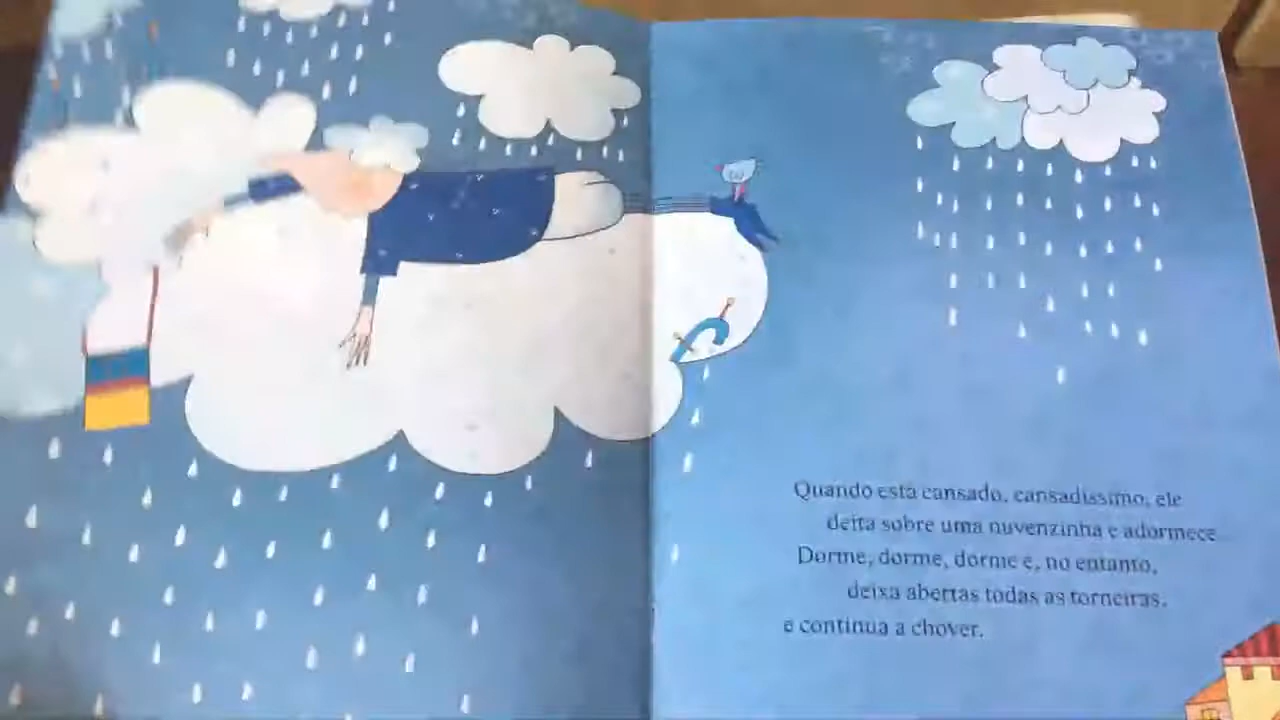 Quando está cansado, cansadíssimo, ele
deita sobre uma nuvenzinha e adormece.
Dorme, dorme, dorme e, no entanto,
deixa abertas todas as torneiras,
e continua a chover.